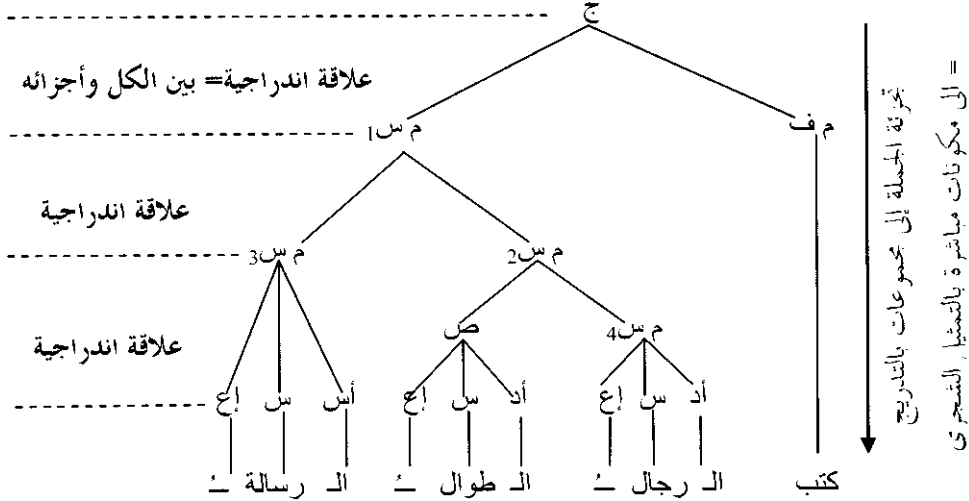 ج
علاقة اندراجية= بين الكل وأجزائه
م ف
م س1
علاقة اندراجية
م س2
م س3
م س4
ص
علاقة اندراجية
أد س إع
أد س إع
أس س إع
كتب
الـ رجال ـُ
الـ طوال ـُ
الـ رسالة ـَ
تجزئة الجملة إلى مجموعات بالتدريج
= الى مكونات مباشرة بالتمثيل الشجري